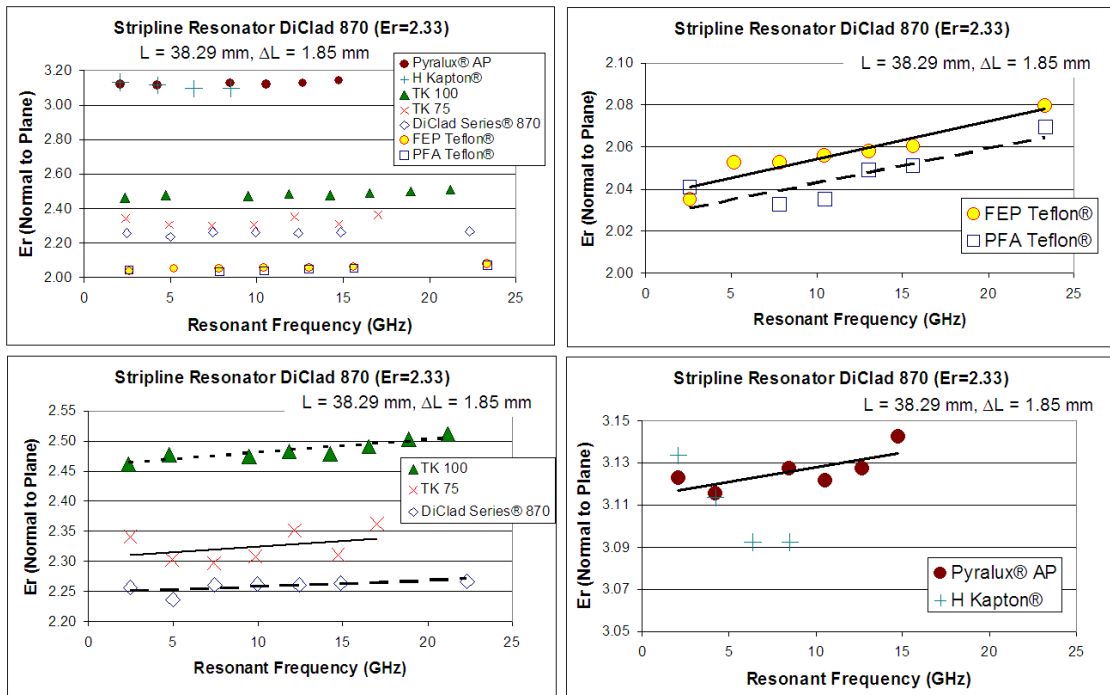 Stripline Resonator DiClad 870 (Er=2.33)
L = 38.29 mm, ΔL = 1.85 mm
Er (Normal to Plane)
3.20
3.00
2.80
2.60
2.40
2.20
2.00
0
5
10
15
20
25
Resonant Frequency (GHz)
Pyralux® AP
H Kapton®
TK 100
TK 75
DiClad Series® 870
FEP Teflon®
PFA Teflon®
Stripline Resonator DiClad 870 (Er=2.33)
L = 38.29 mm, ΔL = 1.85 mm
Er (Normal to Plane)
2.10
2.08
2.06
2.04
2.02
2.00
0
5
10
15
20
25
Resonant Frequency (GHz)
FEP Teflon®
PFA Teflon®
Stripline Resonator DiClad 870 (Er=2.33)
L = 38.29 mm, ΔL = 1.85 mm
Er (Normal to Plane)
2.55
2.50
2.45
2.40
2.35
2.30
2.25
2.20
0
5
10
15
20
25
Resonant Frequency (GHz)
TK 100
TK 75
DiClad Series® 870
Stripline Resonator DiClad 870 (Er=2.33)
L = 38.29 mm, ΔL = 1.85 mm
Er (Normal to Plane)
3.15
3.13
3.11
3.09
3.07
3.05
0
5
10
15
20
25
Resonant Frequency (GHz)
Pyralux® AP
H Kapton®